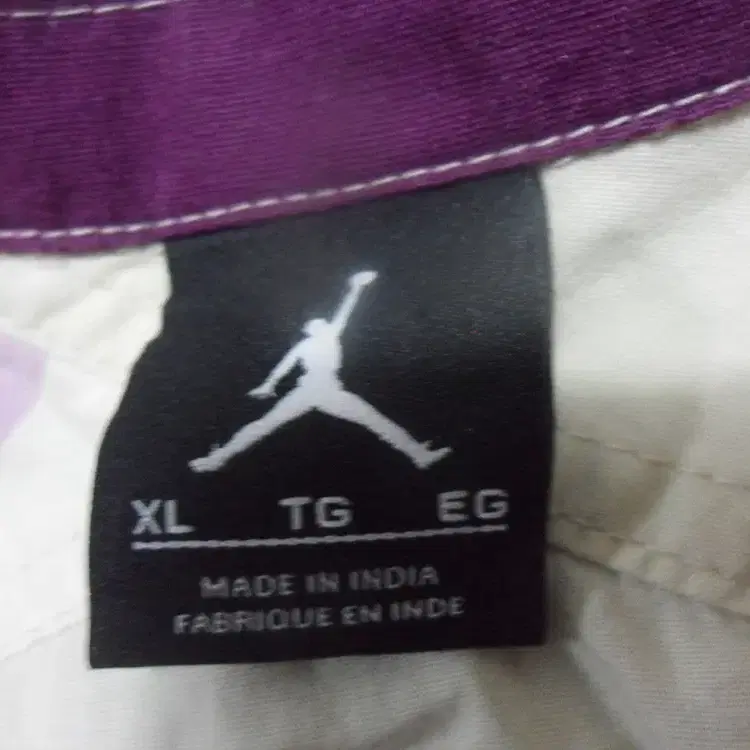 XL TG EG
MADE IN INDIA
FABRIQUE EN INDE